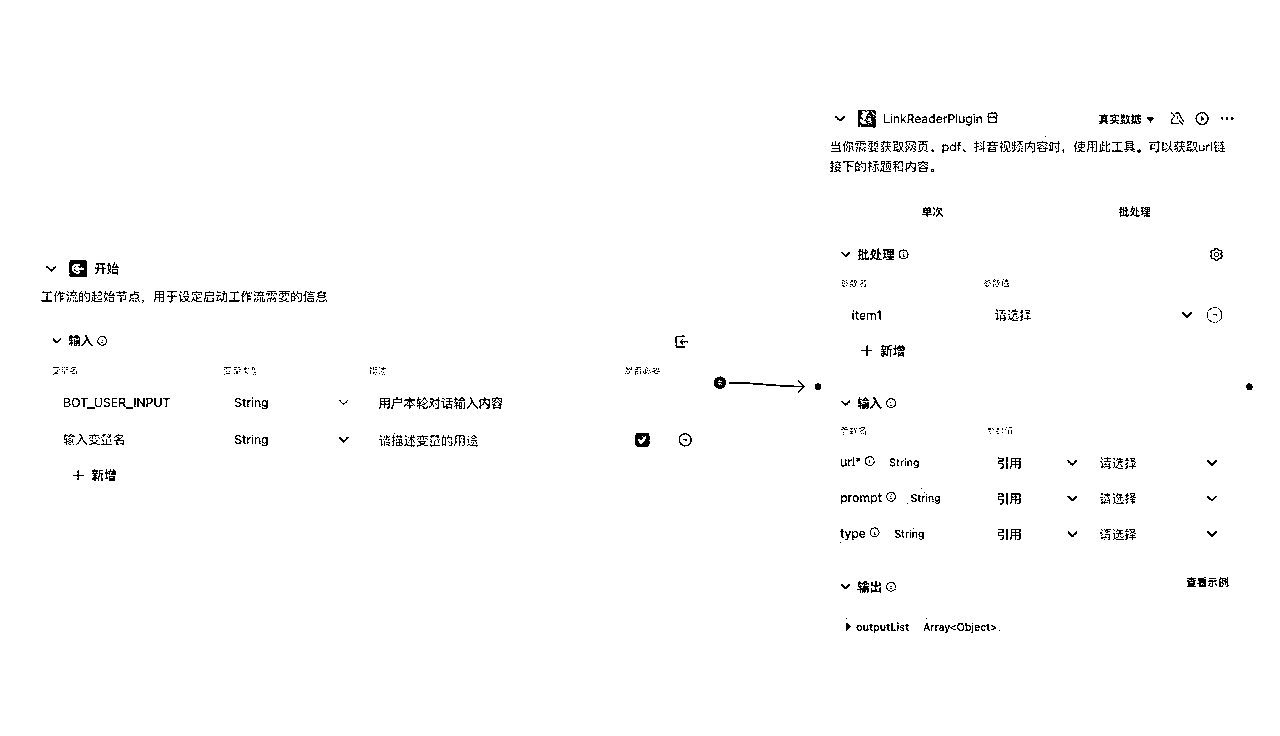 开始
工作流的起始节点，用于设定启动工作流需要的信息
输入
变量名 变量类型 描述 是否必要
BOT_USER_INPUT String 用户本轮对话输入内容
输入变量名 String 请描述变量的用途
+ 新增
LinkReaderPlugin 真实数据
当你需要获取网页、pdf、抖音视频内容时，使用此工具。可以获取url链
接下的标题和内容。
单次 批处理
批处理
参数名 参数值
item1 请选择
+ 新增
输入
参数名 参数值
url* String 引用 请选择
prompt String 引用 请选择
type String 引用 请选择
输出 查看示例
outputList Array<Object>